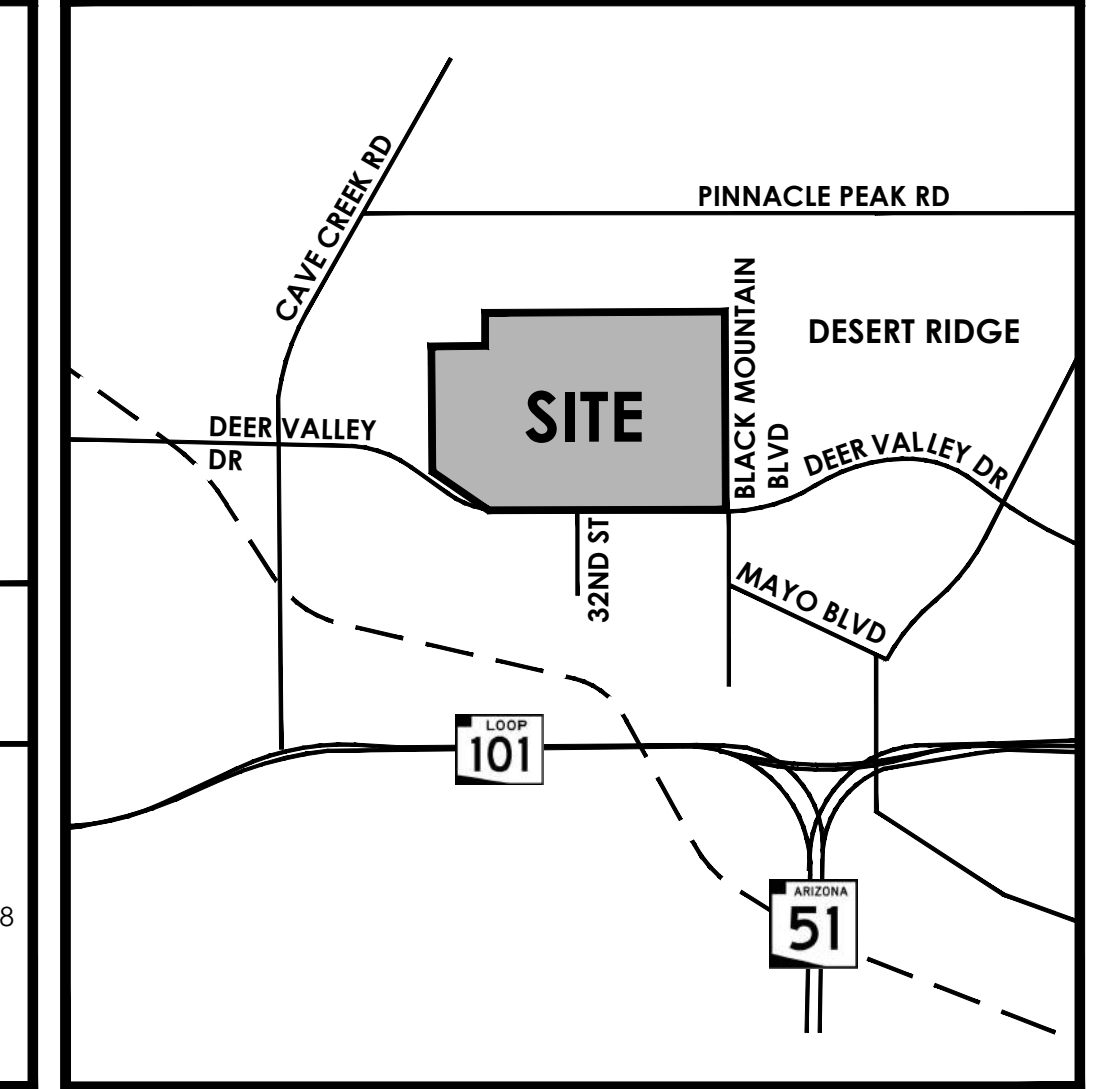 CAVE CREEK RD
PINNACLE PEAK RD
BLACK MOUNTAIN
BLVD
DESERT RIDGE
SITE
DEER VALLEY
DR
DEER VALLEY DR
32ND ST
MAYO BLVD
LOOP
101
ARIZONA
51
8